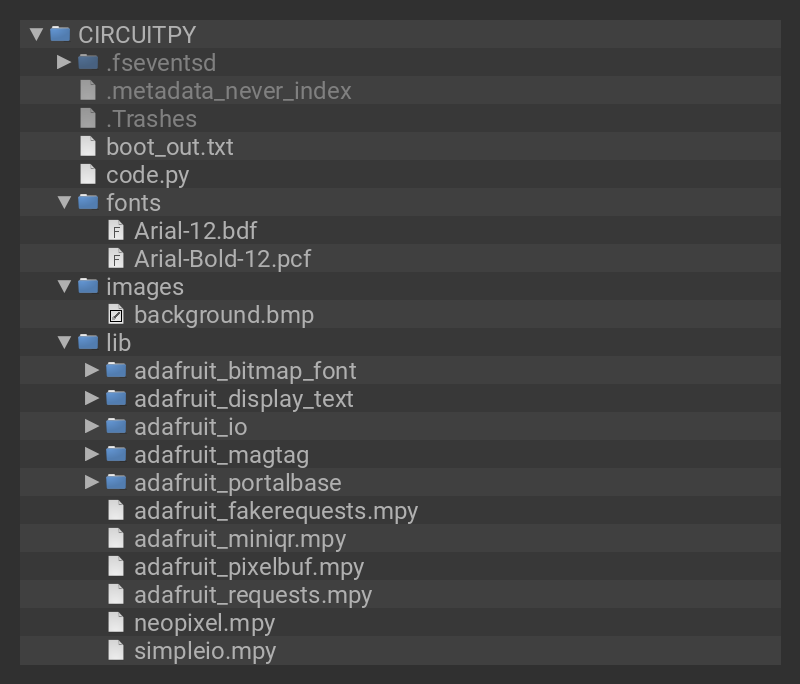 CIRCUITPY
.fseventsd
.metadata_never_index
.Trashes
boot_out.txt
code.py
fonts
Arial-12.bdf
Arial-Bold-12.pcf
images
background.bmp
lib
adafruit_bitmap_font
adafruit_display_text
adafruit_io
adafruit_magtag
adafruit_portalbase
adafruit_fakerequests.mpy
adafruit_miniqr.mpy
adafruit_pixelbuf.mpy
adafruit_requests.mpy
neopixel.mpy
simpleio.mpy